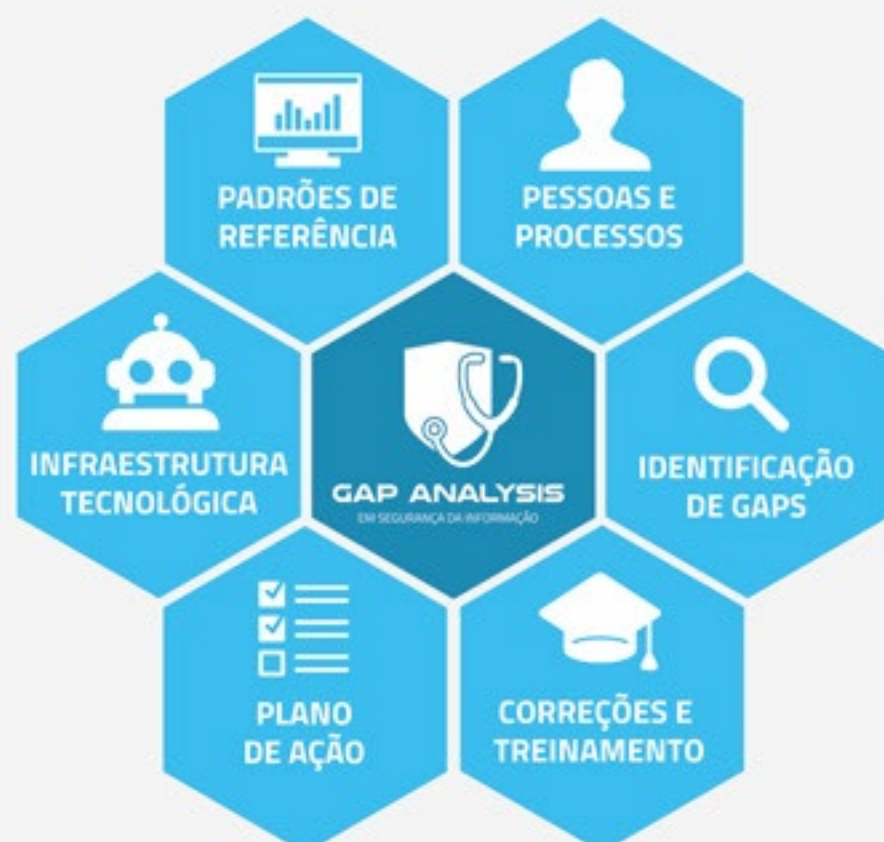 PADRÕES DE
REFERÊNCIA
PESSOAS E
PROCESSOS
INFRAESTRUTURA
TECNOLÓGICA
GAP ANALYSIS
EM SEGURANÇA DA INFORMAÇÃO
IDENTIFICAÇÃO
DE GAPS
PLANO
DE AÇÃO
CORREÇÕES E
TREINAMENTO